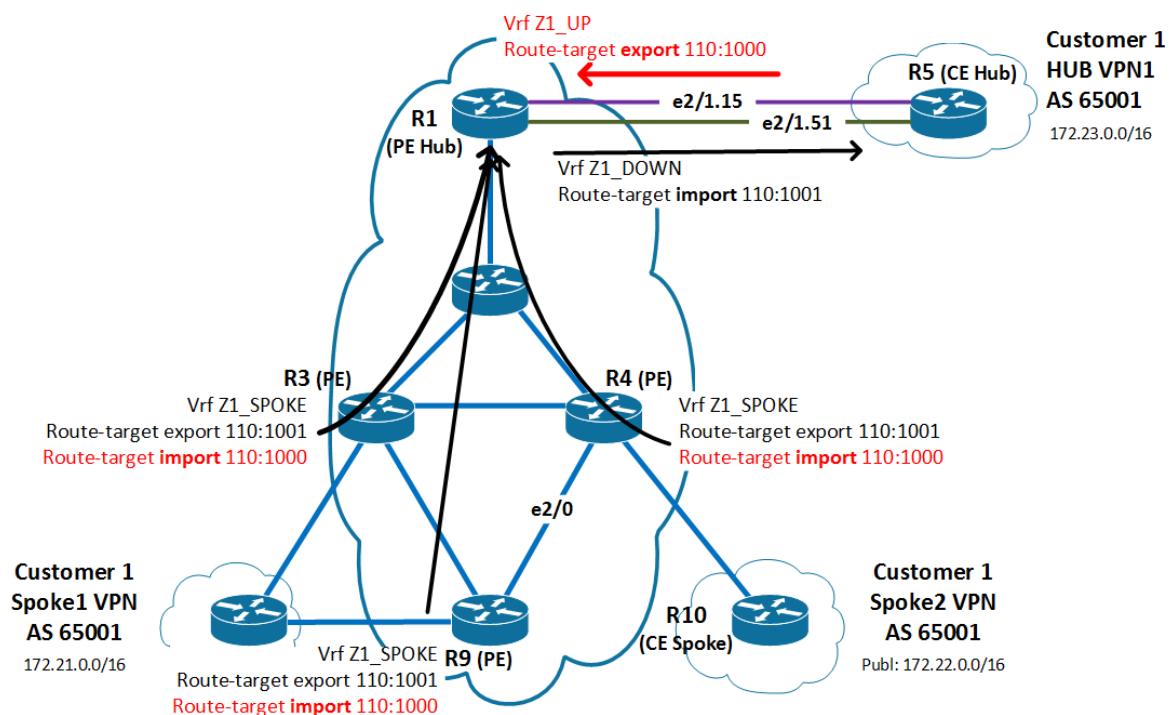 Vrf Z1_UP
Route-target export 110:1000
Customer 1
HUB VPN1
AS 65001
172.23.0.0/16
R5 (CE Hub)
e2/1.15
e2/1.51
R1
(PE Hub)
Vrf Z1_DOWN
Route-target import 110:1001
R3 (PE)
Vrf Z1_SPOKE
Route-target export 110:1001
Route-target import 110:1000
R4 (PE)
Vrf Z1_SPOKE
Route-target export 110:1001
Route-target import 110:1000
e2/0
Customer 1
Spoke1 VPN
AS 65001
172.21.0.0/16
R9 (PE)
Vrf Z1_SPOKE
Route-target export 110:1001
Route-target import 110:1000
R10
(CE Spoke)
Customer 1
Spoke2 VPN
AS 65001
Publ: 172.22.0.0/16